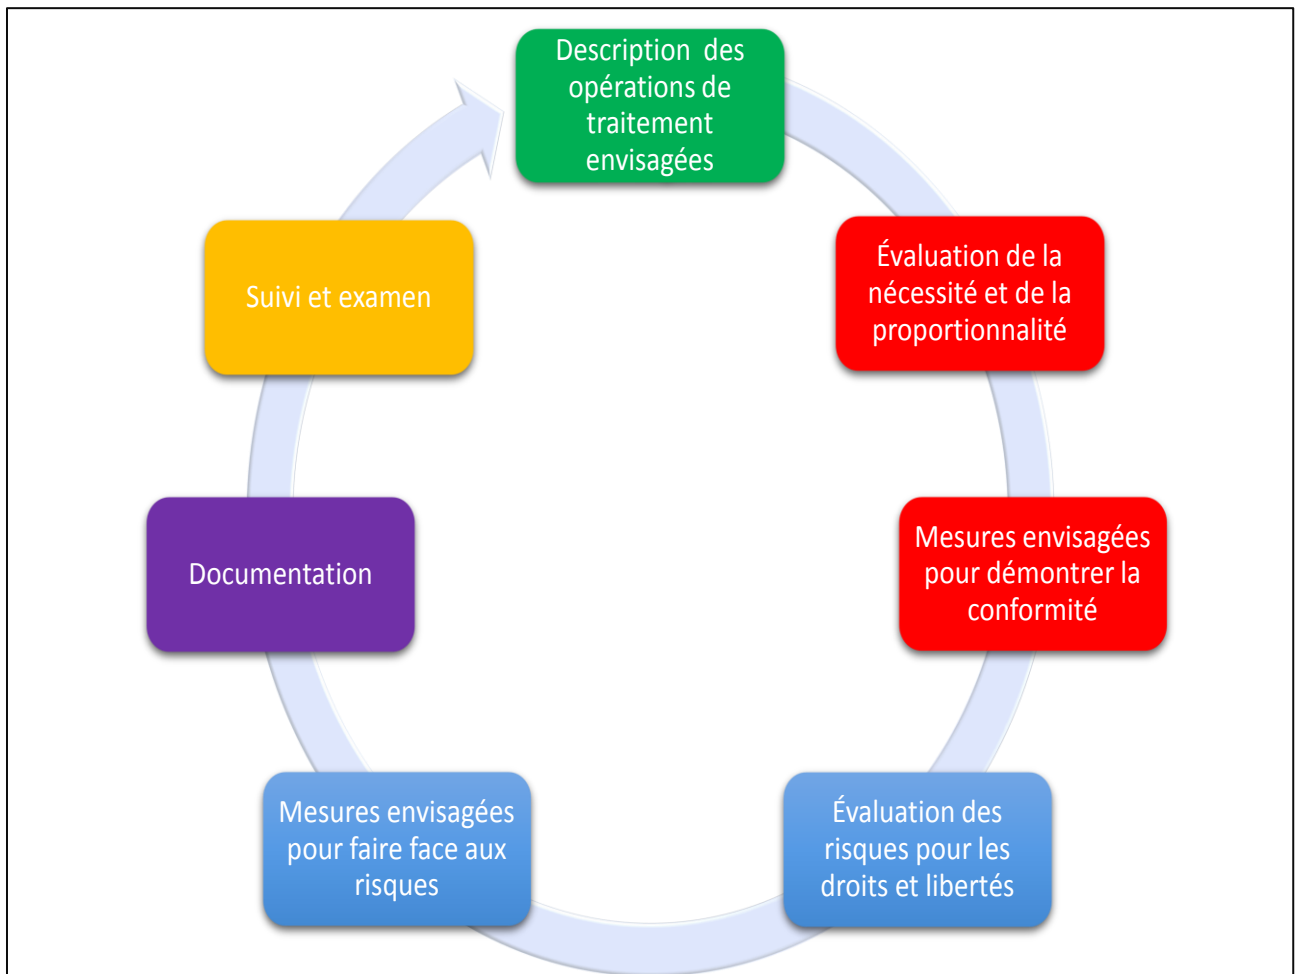 Description des
opérations de
traitement
envisagées
Évaluation de la
nécessité et de la
proportionnalité
Mesures envisagées
pour démontrer la
conformité
Évaluation des
risques pour les
droits et libertés
Mesures envisagées
pour faire face aux
risques
Documentation
Suivi et examen